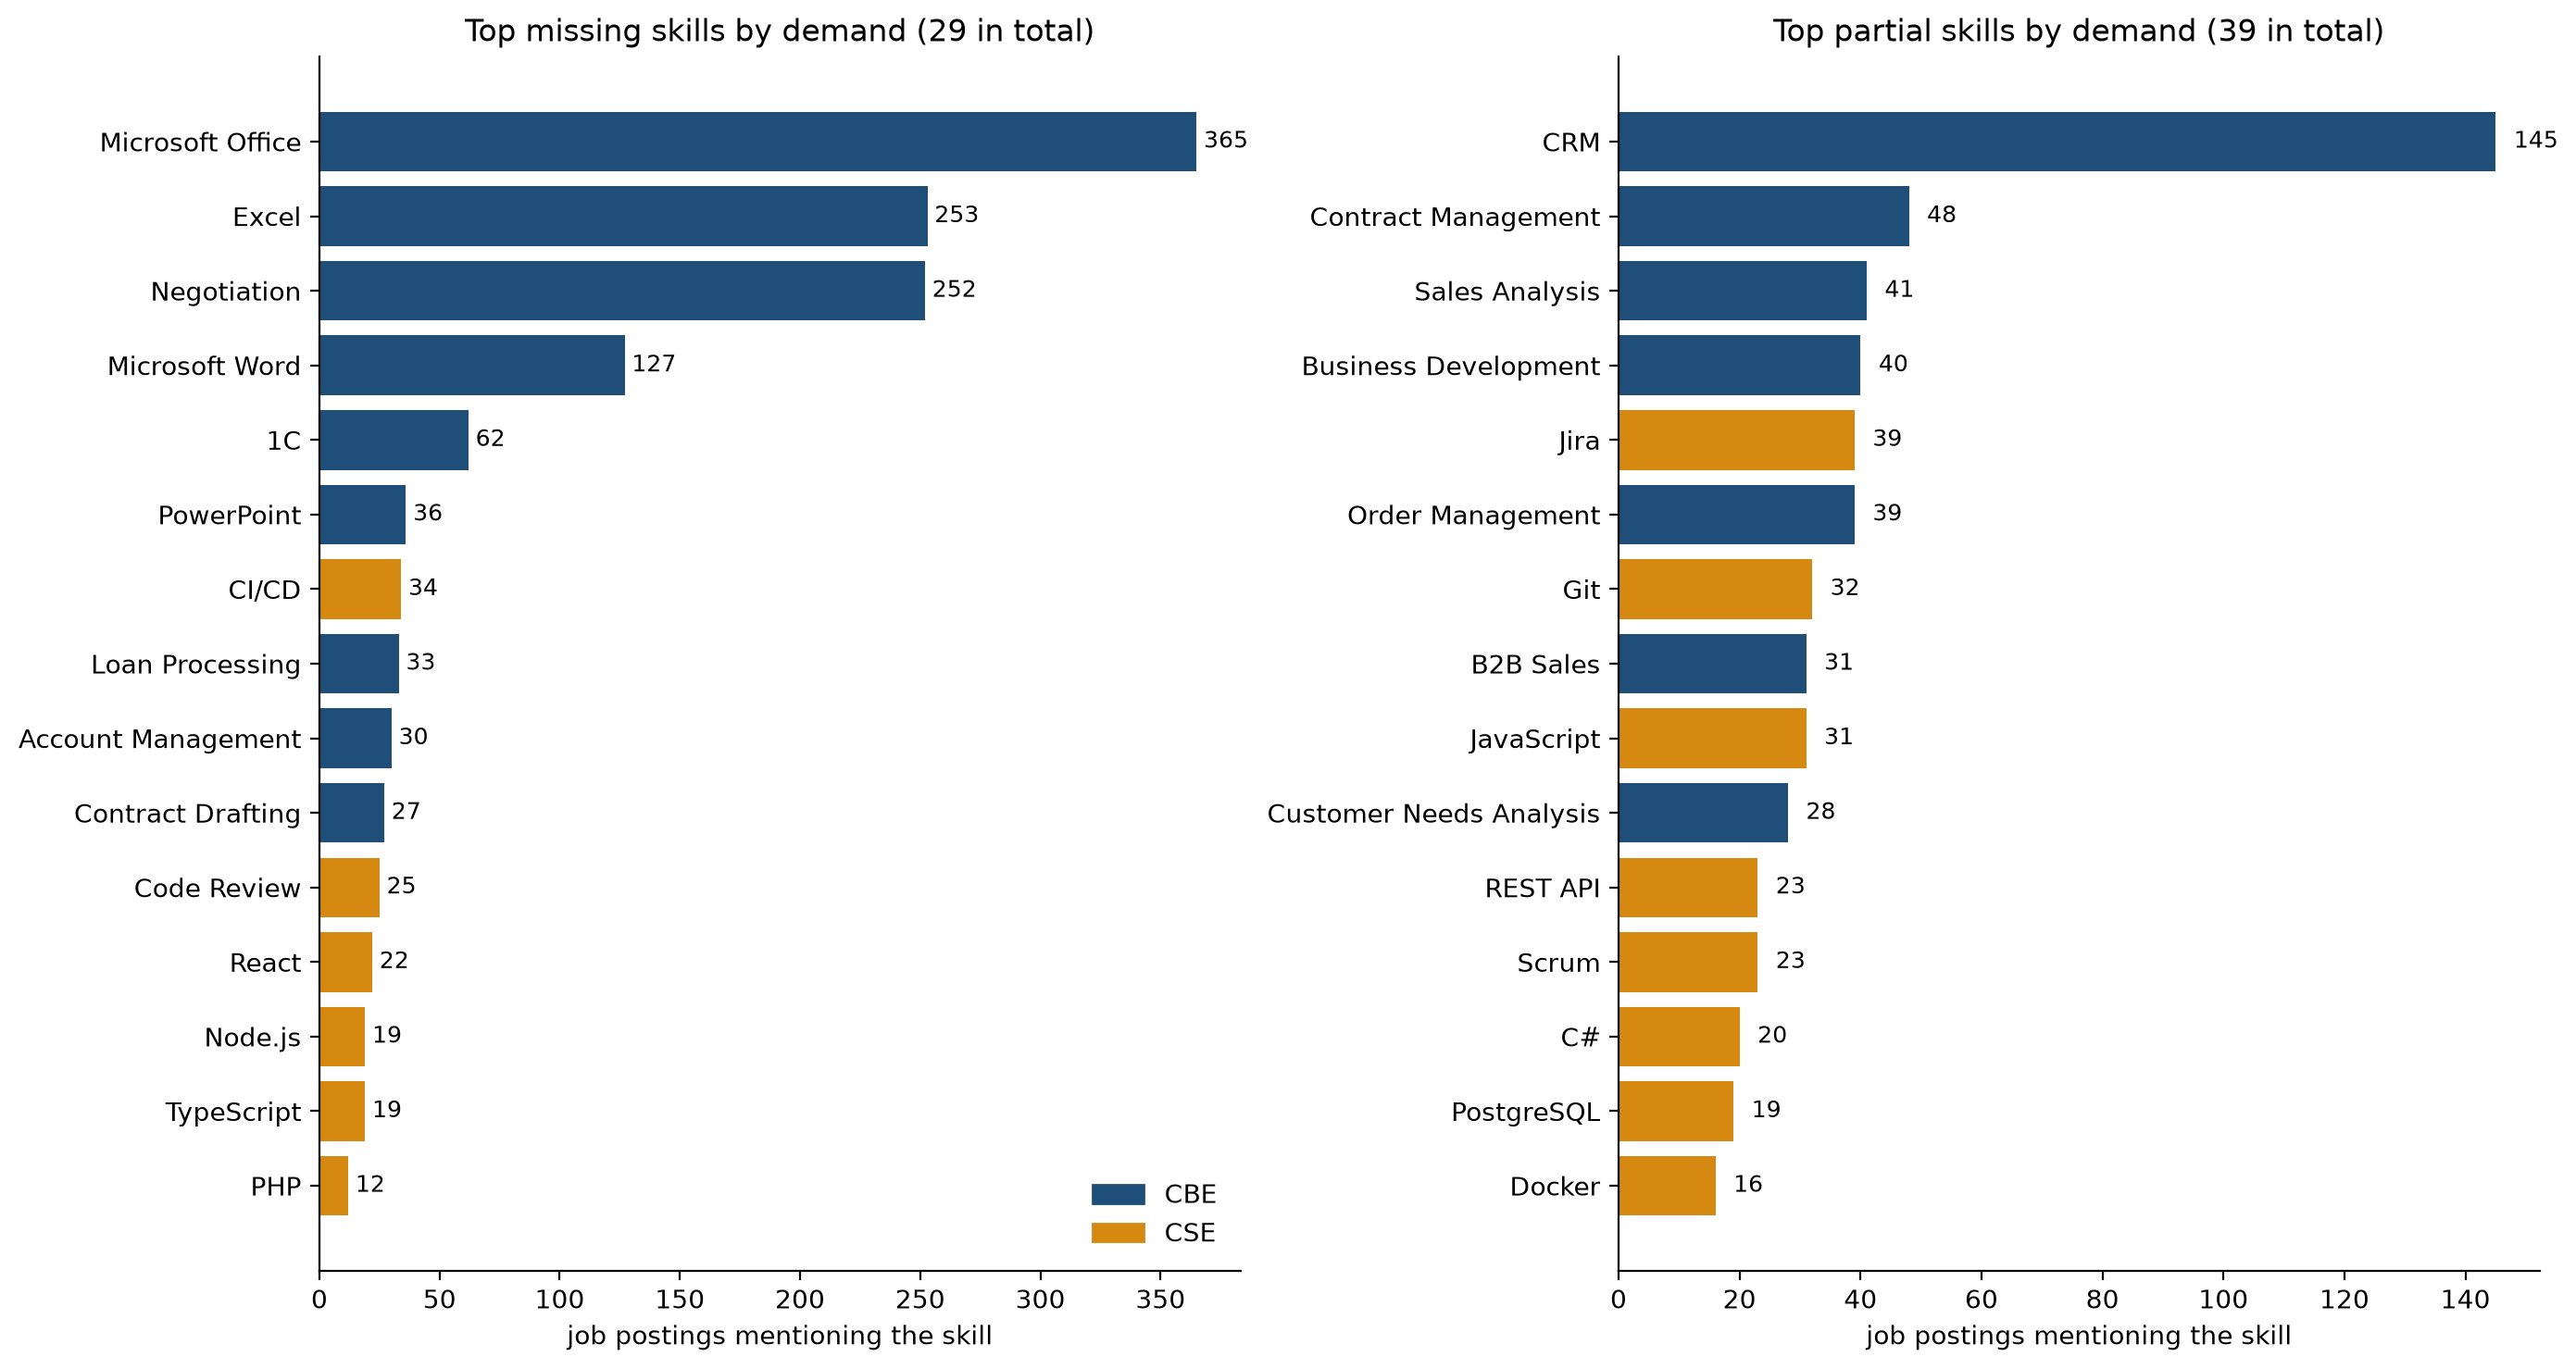 Top missing skills by demand (29 in total)
Microsoft Office 365
Excel 253
Negotiation 252
Microsoft Word 127
1C 62
PowerPoint 36
CI/CD 34
Loan Processing 33
Account Management 30
Contract Drafting 27
Code Review 25
React 22
Node.js 19
TypeScript 19
PHP 12
CBE
CSE
0 50 100 150 200 250 300 350
job postings mentioning the skill
Top partial skills by demand (39 in total)
CRM 145
Contract Management 48
Sales Analysis 41
Business Development 40
Jira 39
Order Management 39
Git 32
B2B Sales 31
JavaScript 31
Customer Needs Analysis 28
REST API 23
Scrum 23
C# 20
PostgreSQL 19
Docker 16
0 20 40 60 80 100 120 140
job postings mentioning the skill